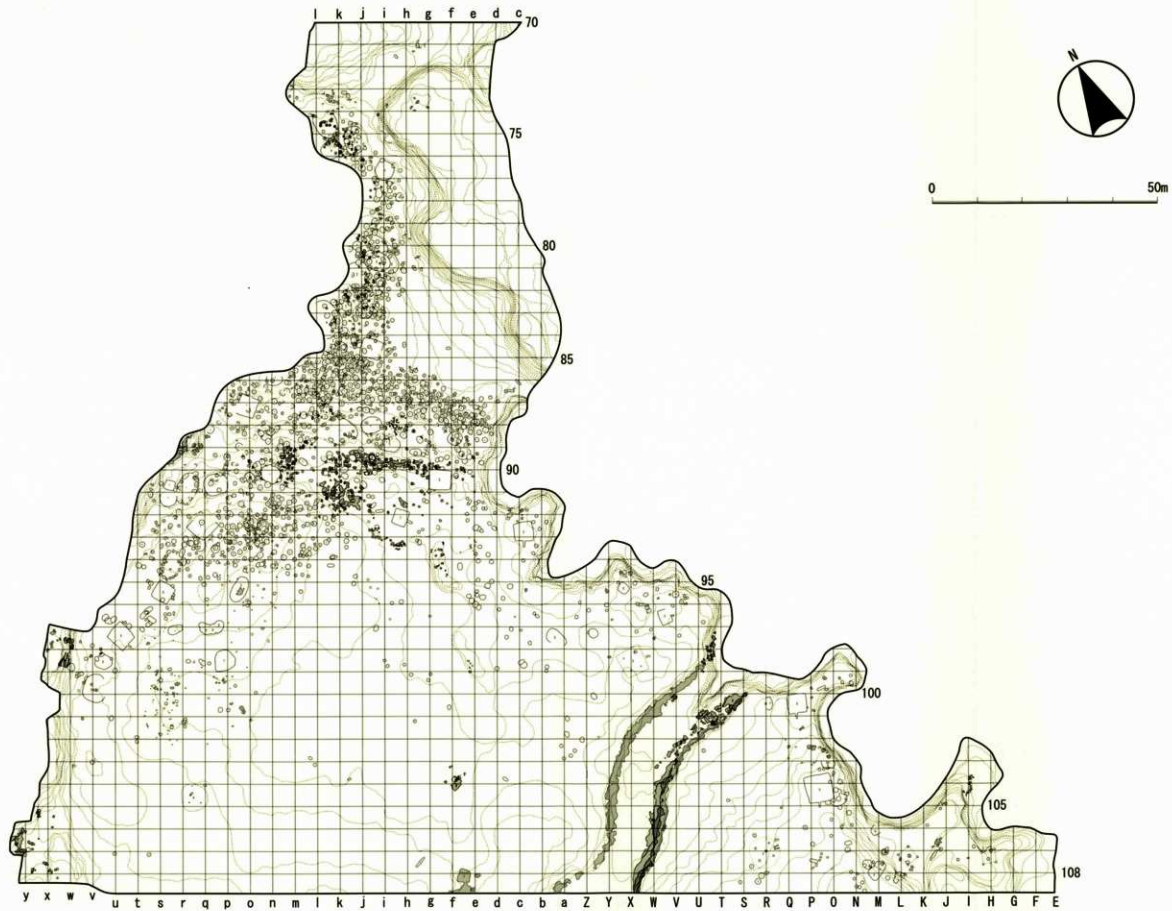 l k j i h g f e d c 70
N
75
0 50m
80
85
90
95
100
105
108
y x w v u t s r q p o n m l k j i h g f e d c b a Z Y X W V U T S R Q P O N M L K J I H G F E